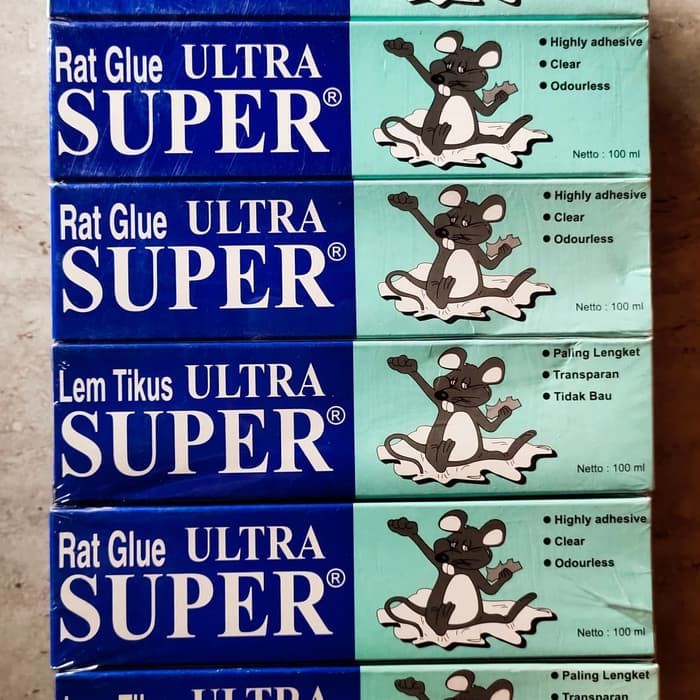 Rat Glue ULTRA
SUPER®
Highly adhesive
Clear
Odourless
Netto : 100 ml
Rat Glue ULTRA
SUPER®
Highly adhesive
Clear
Odourless
Netto : 100 ml
Lem Tikus ULTRA
SUPER®
Paling Lengket
Transparan
Tidak Bau
Netto : 100 ml
Rat Glue ULTRA
SUPER®
Highly adhesive
Clear
Odourless
Netto : 100 ml
Paling Lengket
Transparan